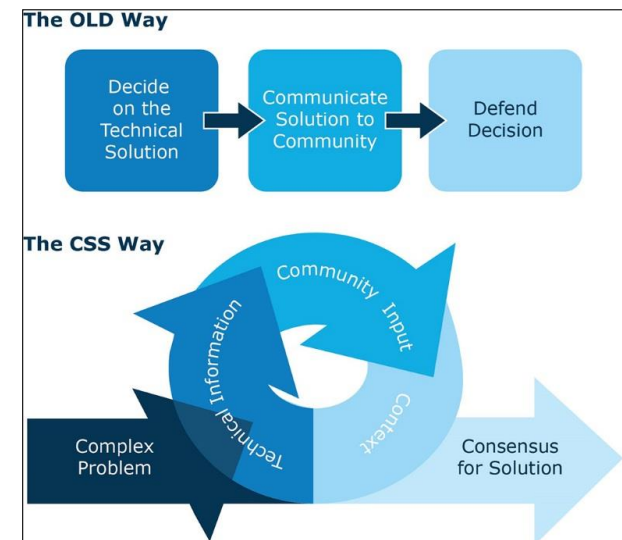 The OLD Way
Decide
on the
Technical
Solution
Communicate
Solution to
Community
Defend
Decision
The CSS Way
Community Input
Technical Information
Context
Complex
Problem
Consensus
for Solution